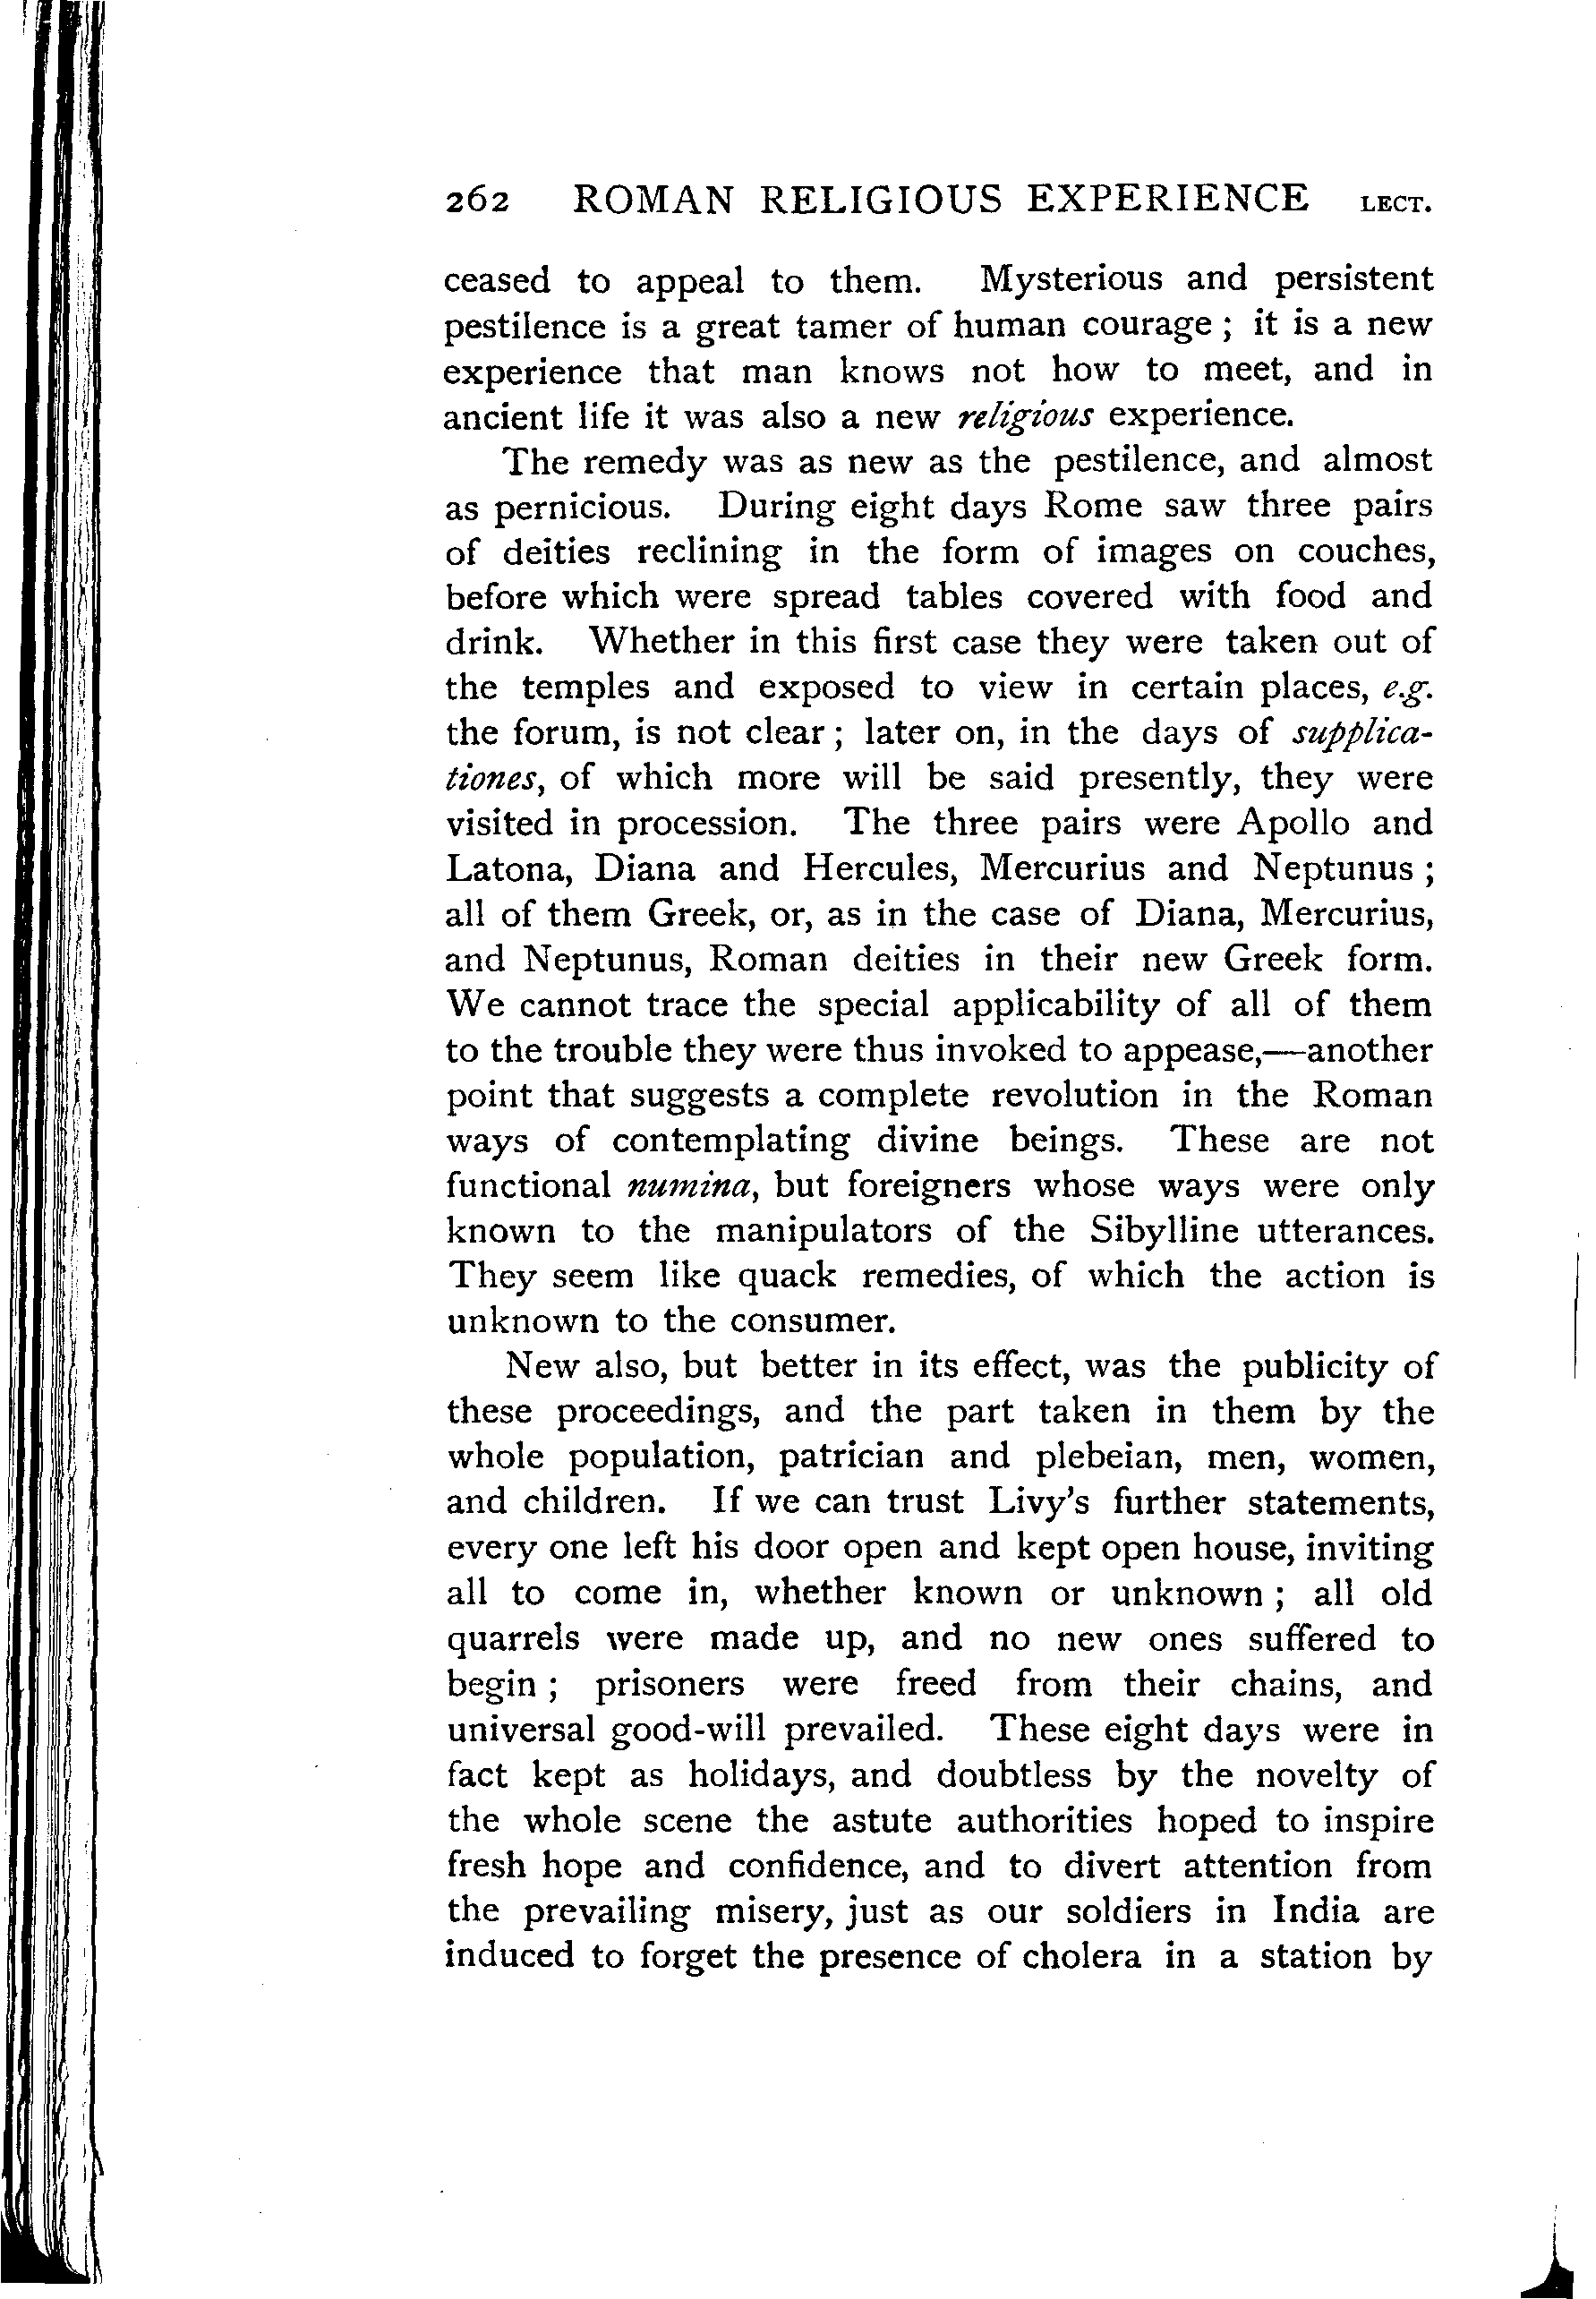 262 ROMAN RELIGIOUS EXPERIENCE LECT.
ceased to appeal to them. Mysterious and persistent
pestilence is a great tamer of human courage ; it is a new
experience that man knows not how to meet, and in
ancient life it was also a new religious experience.
The remedy was as new as the pestilence, and almost
as pernicious. During eight days Rome saw three pairs
of deities reclining in the form of images on couches,
before which were spread tables covered with food and
drink. Whether in this first case they were taken out of
the temples and exposed to view in certain places, e.g.
the forum, is not clear ; later on, in the days of supplica-
tiones, of which more will be said presently, they were
visited in procession. The three pairs were Apollo and
Latona, Diana and Hercules, Mercurius and Neptunus ;
all of them Greek, or, as in the case of Diana, Mercurius,
and Neptunus, Roman deities in their new Greek form.
We cannot trace the special applicability of all of them
to the trouble they were thus invoked to appease,—another
point that suggests a complete revolution in the Roman
ways of contemplating divine beings. These are not
functional numina, but foreigners whose ways were only
known to the manipulators of the Sibylline utterances.
They seem like quack remedies, of which the action is
unknown to the consumer.
New also, but better in its effect, was the publicity of
these proceedings, and the part taken in them by the
whole population, patrician and plebeian, men, women,
and children. If we can trust Livy's further statements,
every one left his door open and kept open house, inviting
all to come in, whether known or unknown ; all old
quarrels were made up, and no new ones suffered to
begin ; prisoners were freed from their chains, and
universal good-will prevailed. These eight days were in
fact kept as holidays, and doubtless by the novelty of
the whole scene the astute authorities hoped to inspire
fresh hope and confidence, and to divert attention from
the prevailing misery, just as our soldiers in India are
induced to forget the presence of cholera in a station by